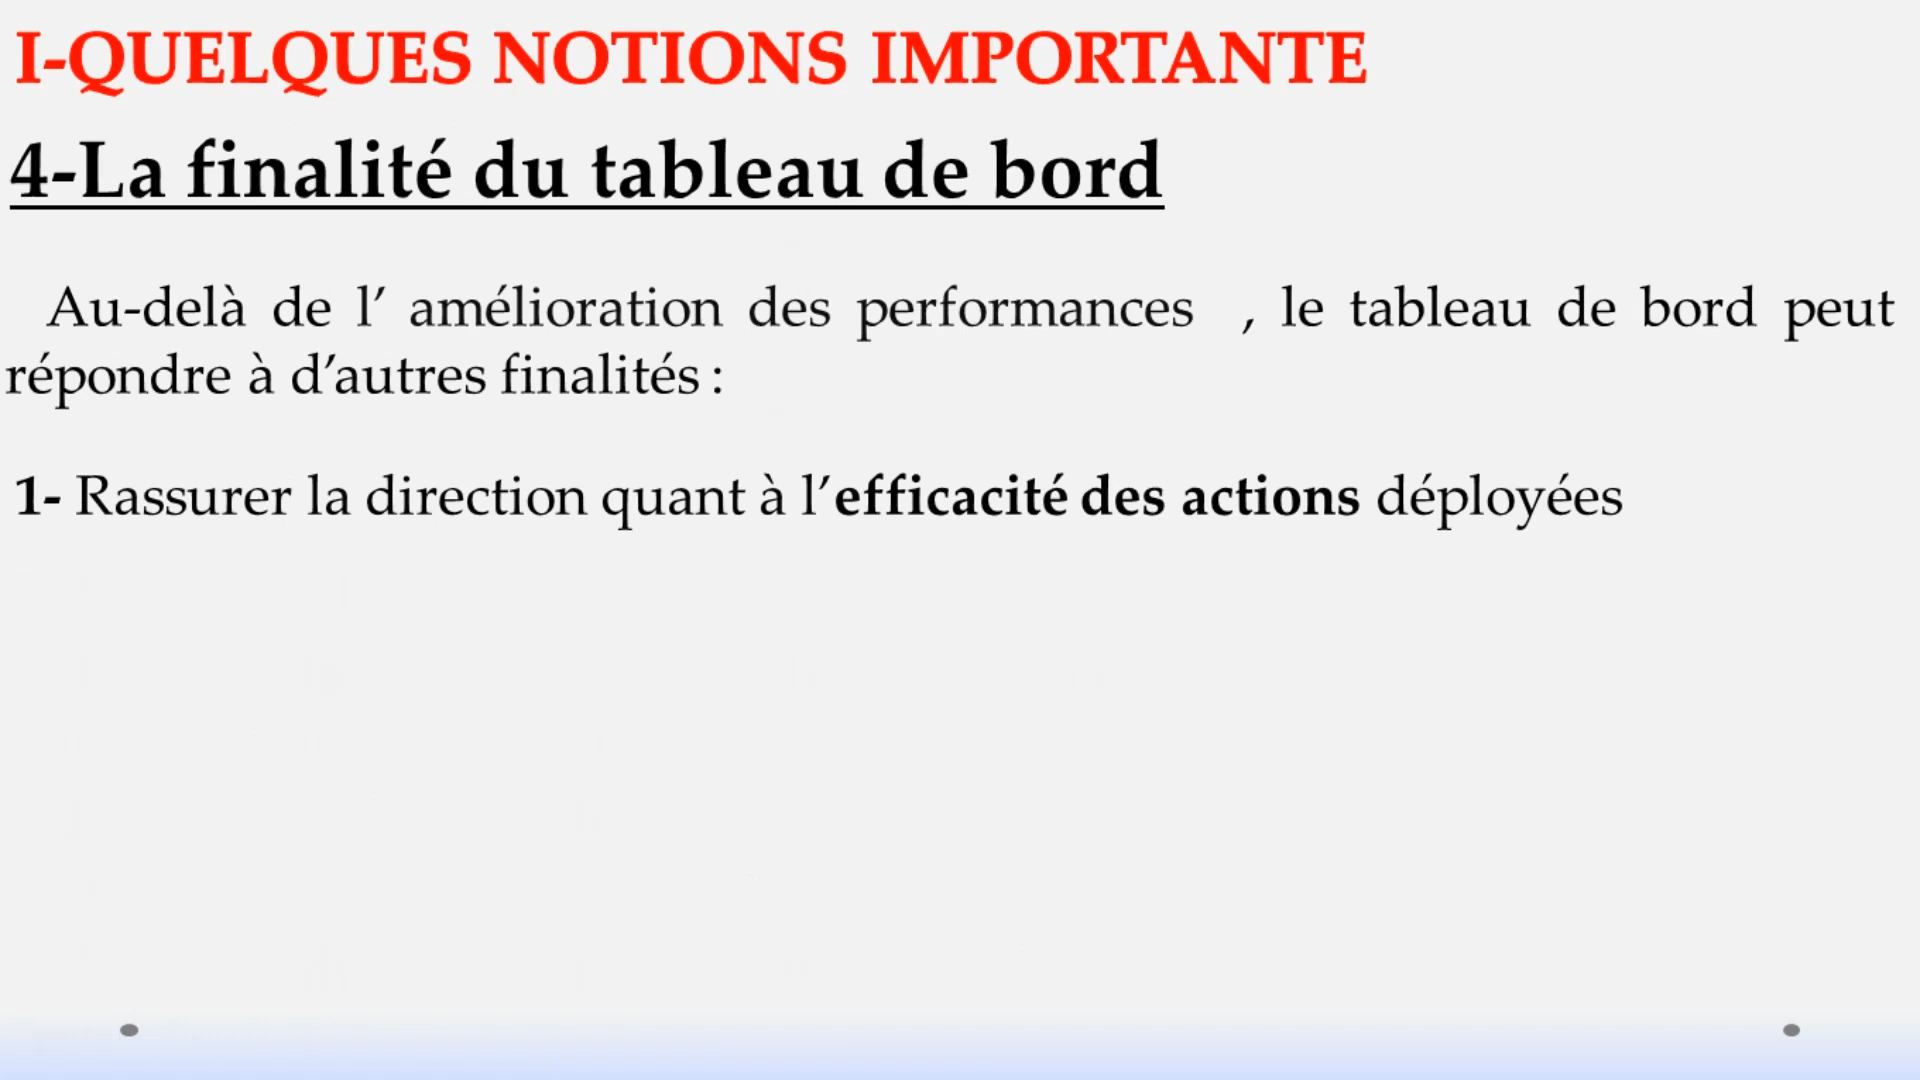 I-QUELQUES NOTIONS IMPORTANTE
4-La finalité du tableau de bord
Au-delà de l’ amélioration des performances , le tableau de bord peut
répondre à d’autres finalités :
1- Rassurer la direction quant à l’efficacité des actions déployées